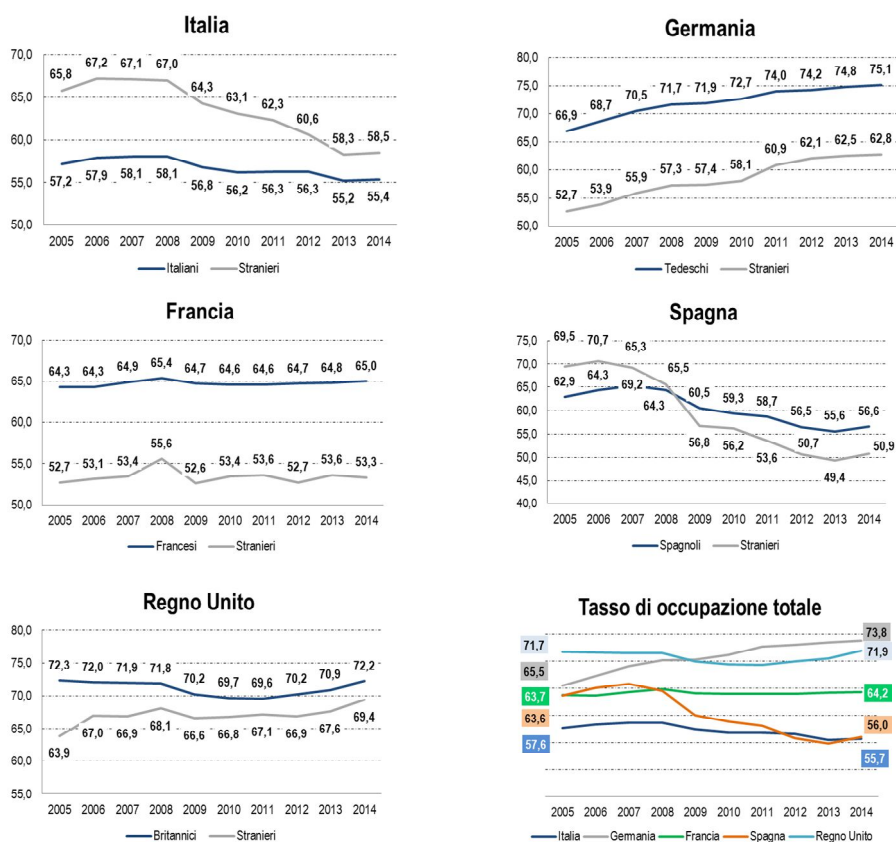 Italia
70,0
65,0
60,0
55,0
50,0
65,8 67,2 67,1 67,0 64,3 63,1 62,3 60,6 58,3 58,5
57,2 57,9 58,1 58,1 56,8 56,2 56,3 56,3 55,2 55,4
2005 2006 2007 2008 2009 2010 2011 2012 2013 2014
Italiani Stranieri
Germania
80,0
75,0
70,0
65,0
60,0
55,0
50,0
66,9 68,7 70,5 71,7 71,9 72,7 74,0 74,2 74,8 75,1
52,7 53,9 55,9 57,3 57,4 58,1 60,9 62,1 62,5 62,8
2005 2006 2007 2008 2009 2010 2011 2012 2013 2014
Tedeschi Stranieri
Francia
70,0
65,0
60,0
55,0
50,0
64,3 64,3 64,9 65,4 64,7 64,6 64,6 64,7 64,8 65,0
52,7 53,1 53,4 55,6 52,6 53,4 53,6 52,7 53,6 53,3
2005 2006 2007 2008 2009 2010 2011 2012 2013 2014
Francesi Stranieri
Spagna
75,0
70,0
65,0
60,0
55,0
50,0
45,0
40,0
69,5 70,7 65,3 65,5 60,5 59,3 58,7 56,5 55,6 56,6
62,9 64,3 69,2 64,3 56,8 56,2 53,6 50,7 49,4 50,9
2005 2006 2007 2008 2009 2010 2011 2012 2013 2014
Spagnoli Stranieri
Regno Unito
80,0
75,0
70,0
65,0
60,0
55,0
72,3 72,0 71,9 71,8 70,2 69,7 69,6 70,2 70,9 72,2
63,9 67,0 66,9 68,1 66,6 66,8 67,1 66,9 67,6 69,4
2005 2006 2007 2008 2009 2010 2011 2012 2013 2014
Britannici Stranieri
Tasso di occupazione totale
71,7
65,5
63,7
63,6
57,6
73,8
71,9
64,2
56,0
55,7
2005 2006 2007 2008 2009 2010 2011 2012 2013 2014
Italia Germania Francia Spagna Regno Unito